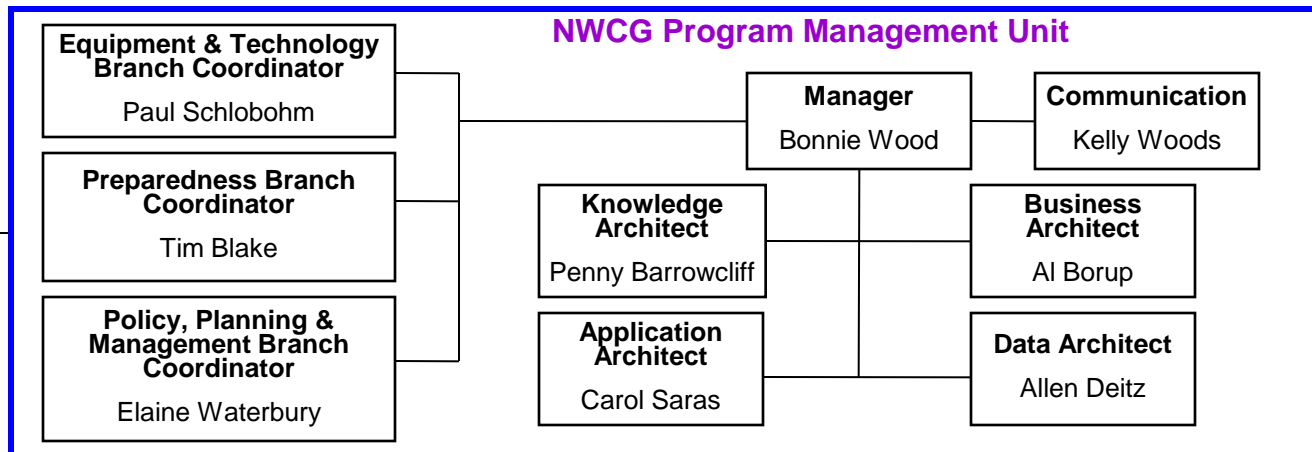 NWCG Program Management Unit
Equipment & Technology
Branch Coordinator
Paul Schlobohm
Preparedness Branch
Coordinator
Tim Blake
Policy, Planning &
Management Branch
Coordinator
Elaine Waterbury
Manager
Bonnie Wood
Communication
Kelly Woods
Knowledge
Architect
Penny Barrowcliff
Business
Architect
Al Borup
Application
Architect
Carol Saras
Data Architect
Allen Deitz